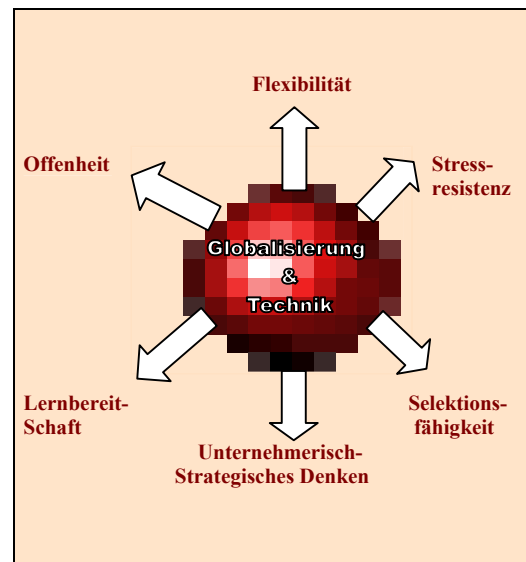 Flexibilität
Offenheit
Stress-
resistenz
Globalisierung
&
Technik
Lernbereit-
Schaft
Selektions-
fähigkeit
Unternehmerisch-
Strategisches Denken